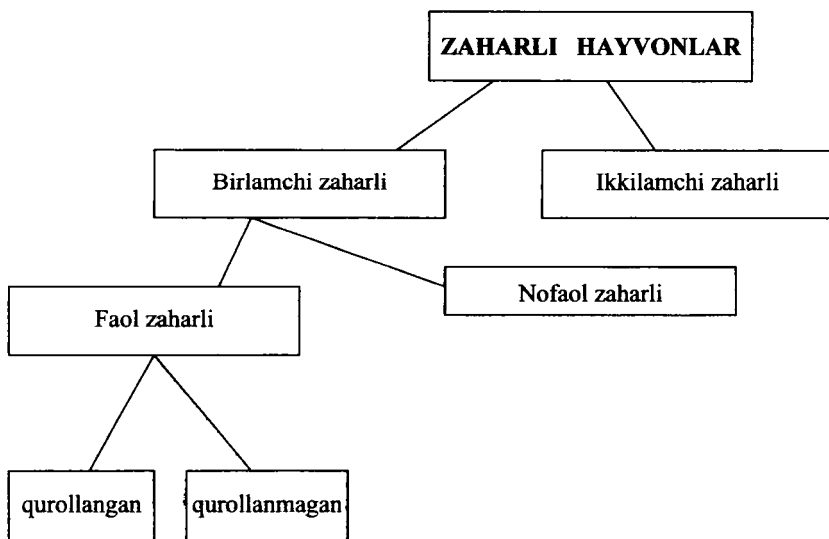 ZAHARLI HAYVONLAR
Birlamchi zaharli
Ikkilamchi zaharli
Faol zaharli
Nofaol zaharli
qurollangan
qurollanmagan